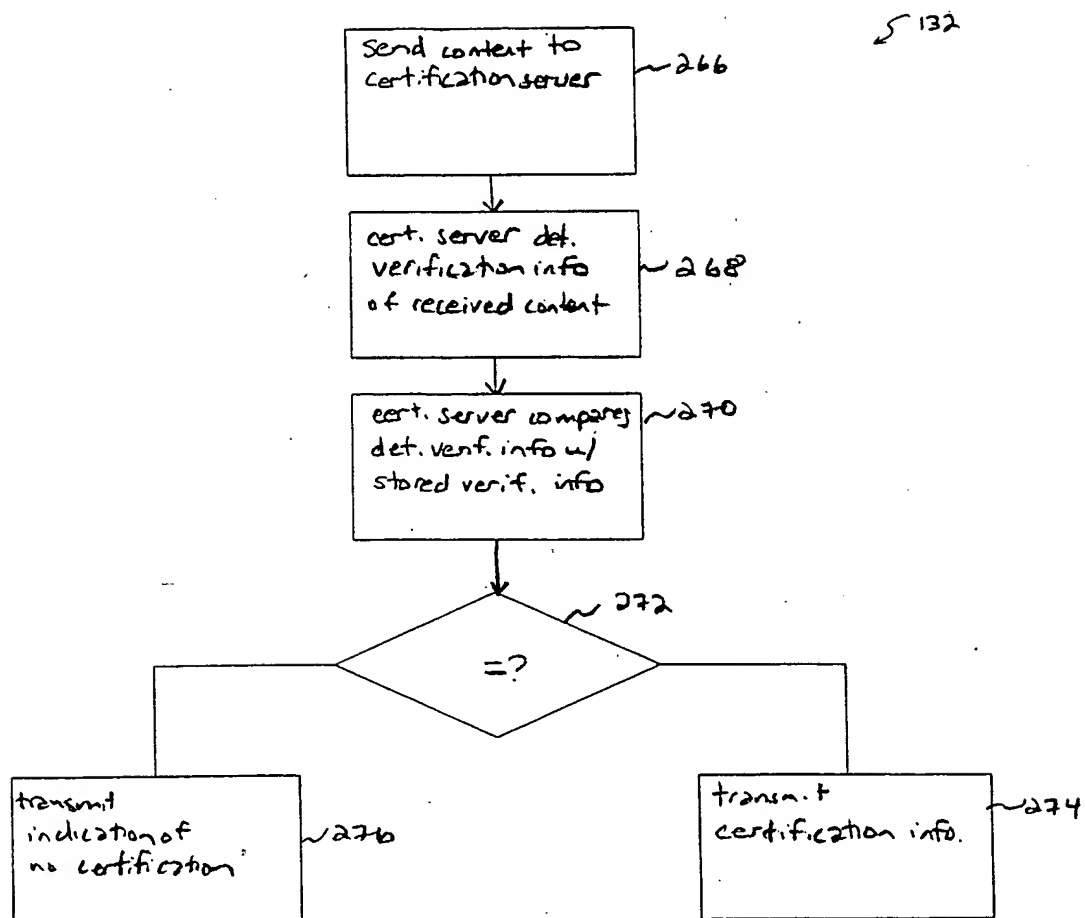 132
send content to
certification server
266
cert. server det.
verification info
of received content
268
cert. server compares
det. verif. info w/
stored verif. info
270
272
=?
transmit
indication of
no certification
276
transmit
certification info.
274